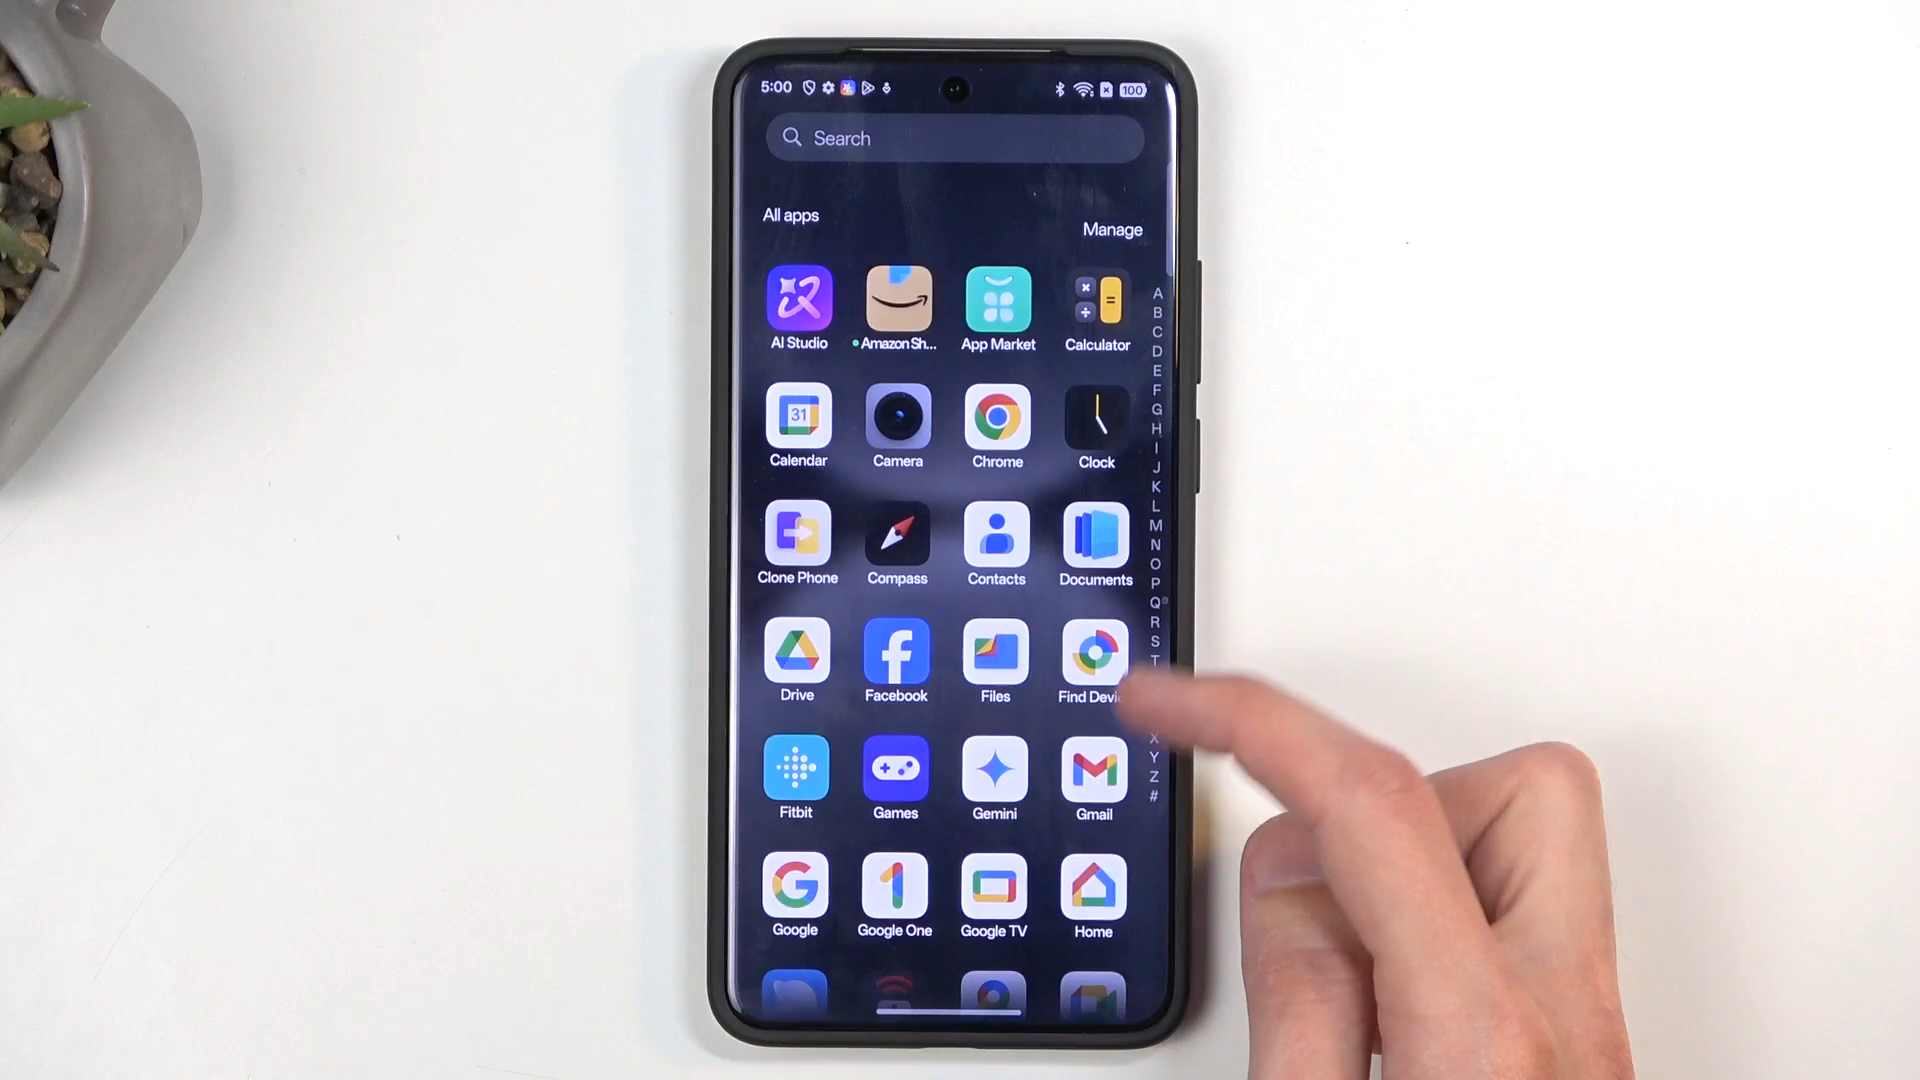 5:00 100
Search
All apps
Manage
AI Studio Amazon Sh... App Market Calculator
31
Calendar Camera Chrome Clock
Clone Phone Compass Contacts Documents
Drive Facebook Files Find Devi
Fitbit Games Gemini Gmail
Google Google One Google TV Home
A
B
C
D
E
F
G
H
I
J
K
L
M
N
O
P
Q
R
S
T
X
Y
Z
#